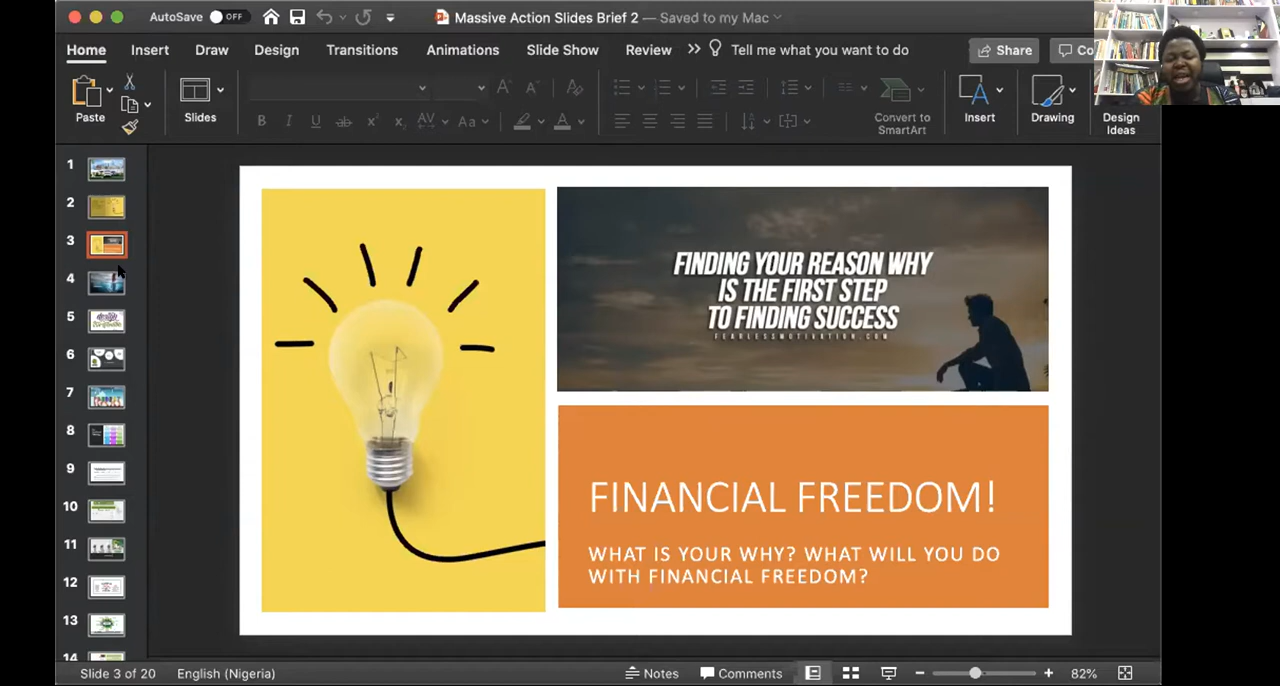 AutoSave OFF
Massive Action Slides Brief 2 — Saved to my Mac
Home Insert Draw Design Transitions Animations Slide Show Review Tell me what you want to do Share Co
Paste
Slides
Convert to
SmartArt
Insert
Drawing
Design
Ideas
1
2
3
4
5
6
7
8
9
10
11
12
13
14
FINDING YOUR REASON WHY
IS THE FIRST STEP
TO FINDING SUCCESS
FEARLESSMOTIVATION.COM
FINANCIAL FREEDOM!
WHAT IS YOUR WHY? WHAT WILL YOU DO
WITH FINANCIAL FREEDOM?
Slide 3 of 20 English (Nigeria) Notes Comments 82%